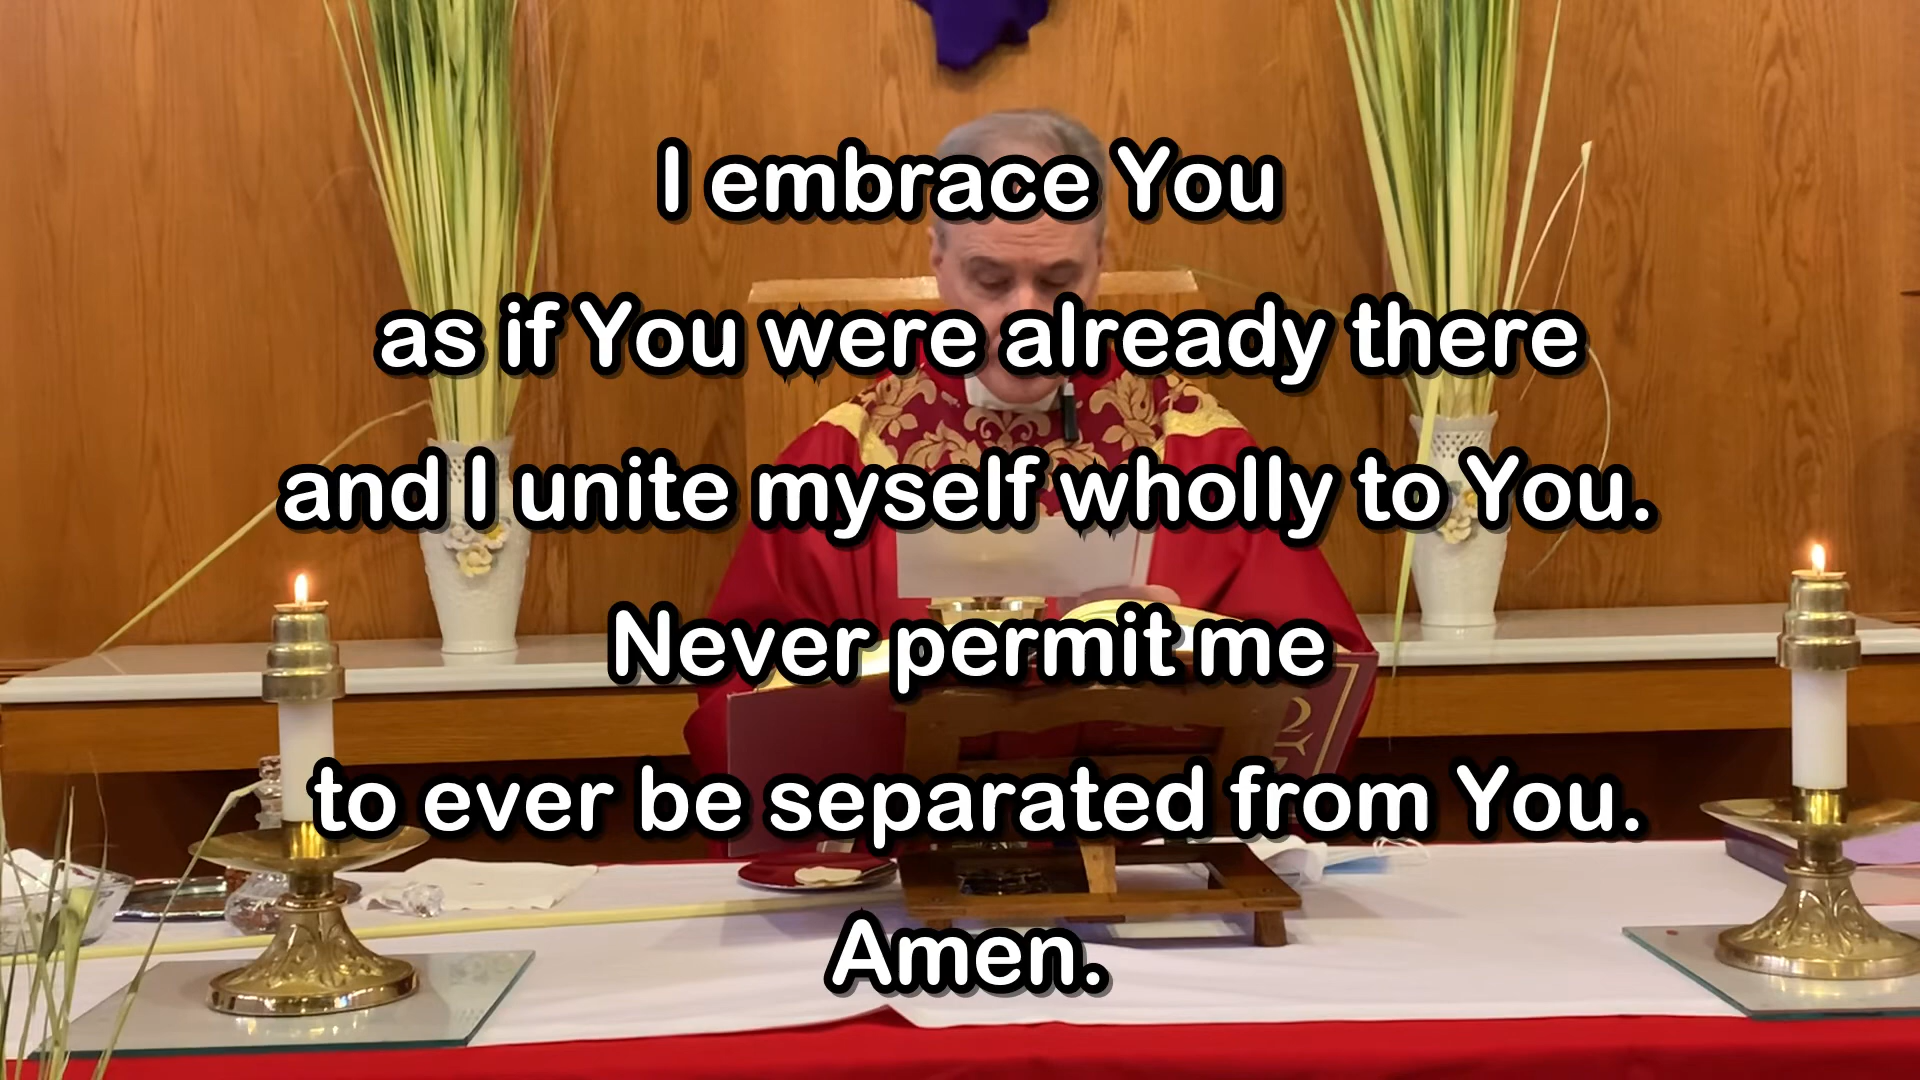 I embrace You
as if You were already there
and I unite myself wholly to You.
Never permit me
to ever be separated from You.
Amen.